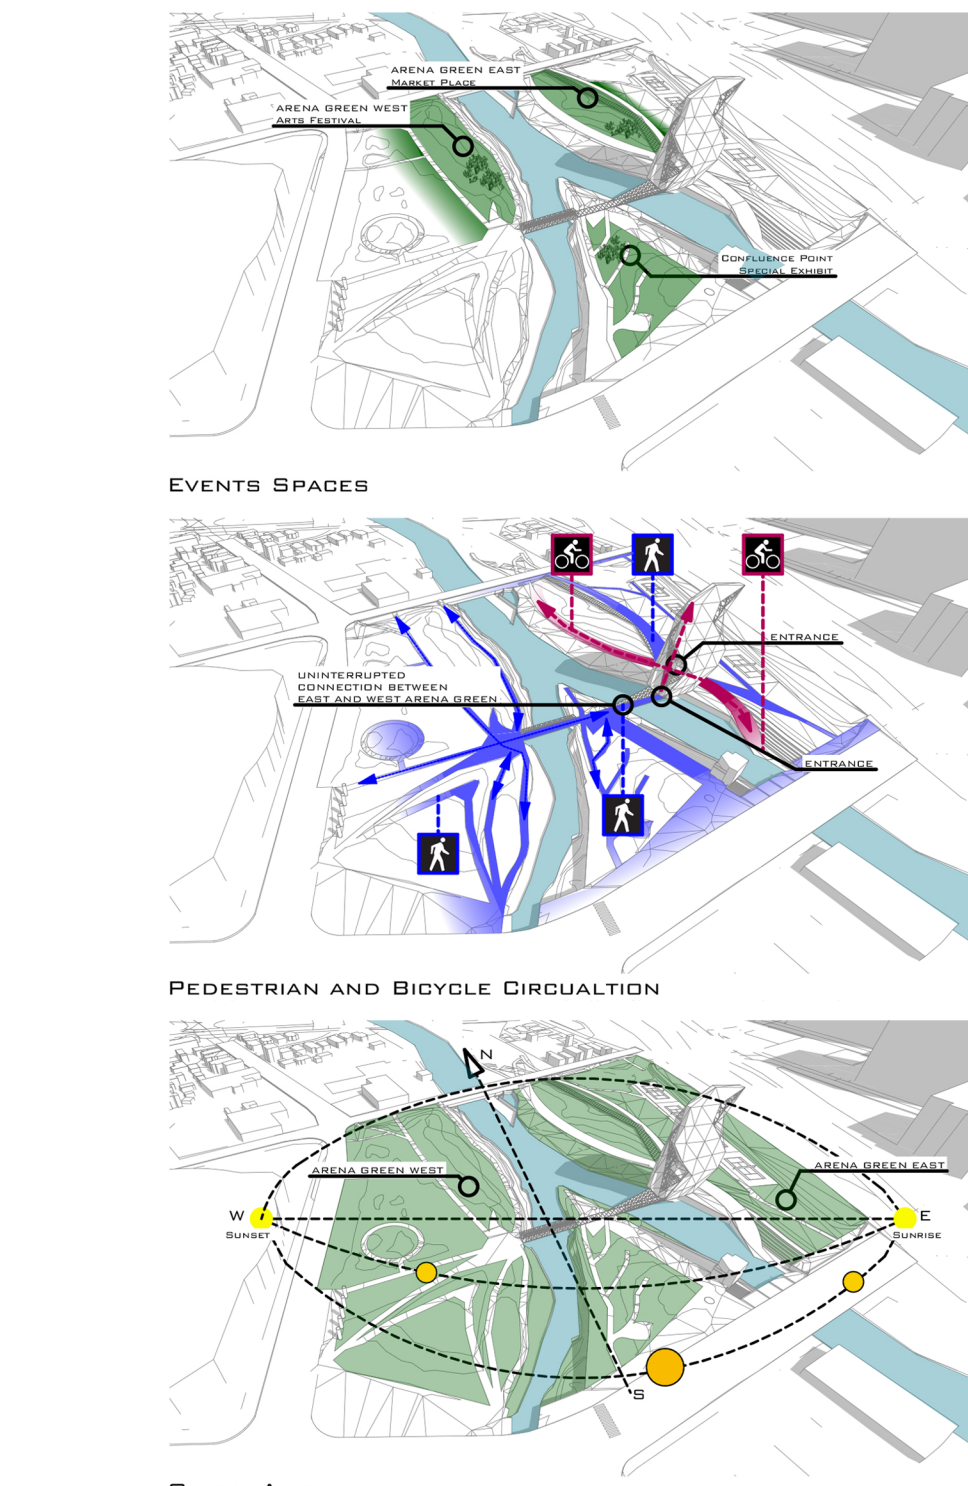 ARENA GREEN EAST
MARKET PLACE
ARENA GREEN WEST
ARTS FESTIVAL
CONFLUENCE POINT
SPECIAL EXHIBIT
EVENTS SPACES
ENTRANCE
UNINTERRUPTED
CONNECTION BETWEEN
EAST AND WEST ARENA GREEN
ENTRANCE
PEDESTRIAN AND BICYCLE CIRCUALTION
N
ARENA GREEN WEST
ARENA GREEN EAST
W
SUNSET
E
SUNRISE
S